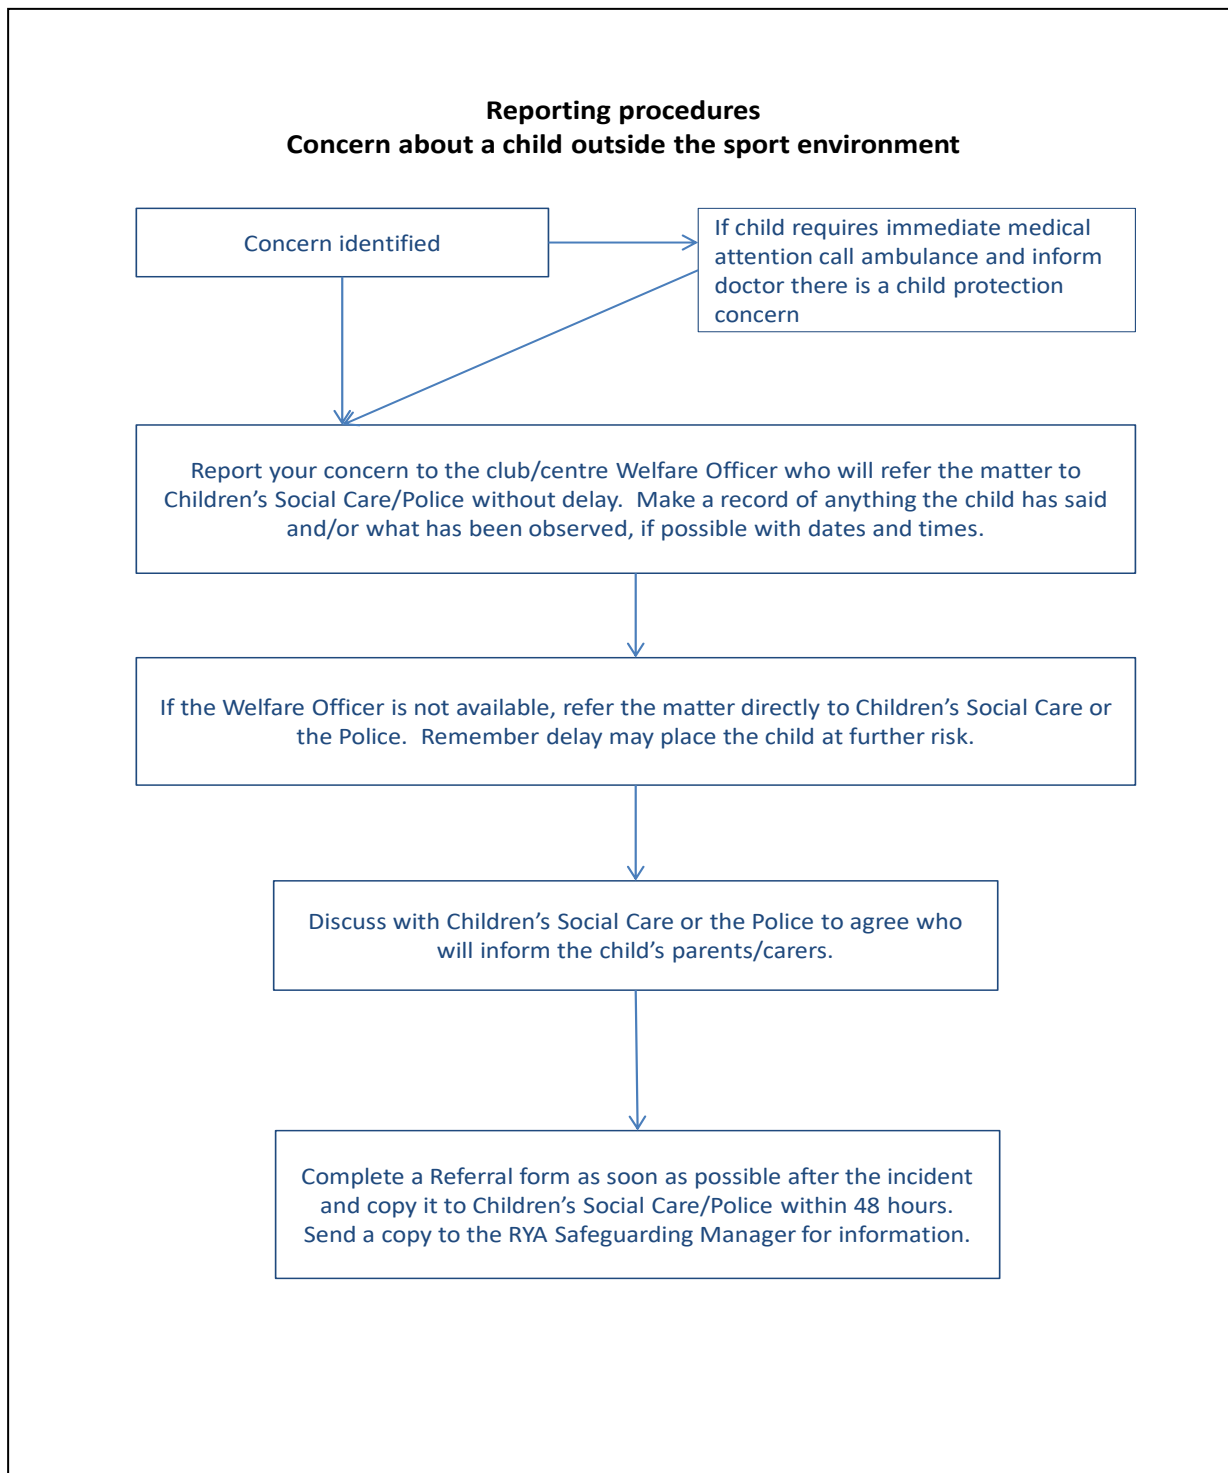 Reporting procedures
Concern about a child outside the sport environment
Concern identified
If child requires immediate medical
attention call ambulance and inform
doctor there is a child protection
concern
Report your concern to the club/centre Welfare Officer who will refer the matter to
Children’s Social Care/Police without delay.  Make a record of anything the child has said
and/or what has been observed, if possible with dates and times.
If the Welfare Officer is not available, refer the matter directly to Children’s Social Care or
the Police.  Remember delay may place the child at further risk.
Discuss with Children’s Social Care or the Police to agree who
will inform the child’s parents/carers.
Complete a Referral form as soon as possible after the incident
and copy it to Children’s Social Care/Police within 48 hours.
Send a copy to the RYA Safeguarding Manager for information.